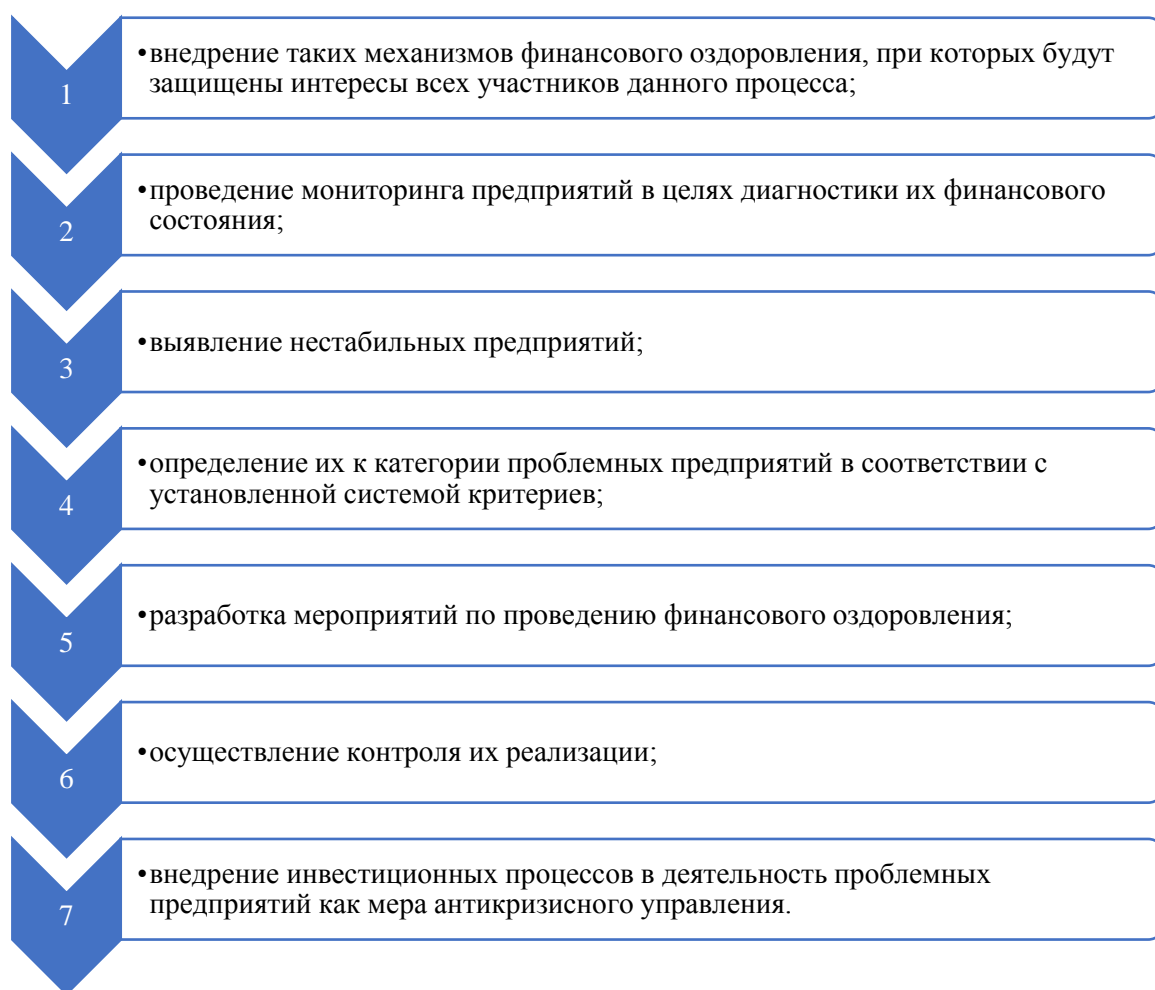 •внедрение таких механизмов финансового оздоровления, при которых будут
защищены интересы всех участников данного процесса;
1
•проведение мониторинга предприятий в целях диагностики их финансового
состояния;
2
•выявление нестабильных предприятий;
3
•определение их к категории проблемных предприятий в соответствии с
установленной системой критериев;
4
•разработка мероприятий по проведению финансового оздоровления;
5
•осуществление контроля их реализации;
6
•внедрение инвестиционных процессов в деятельность проблемных
предприятий как мера антикризисного управления.
7